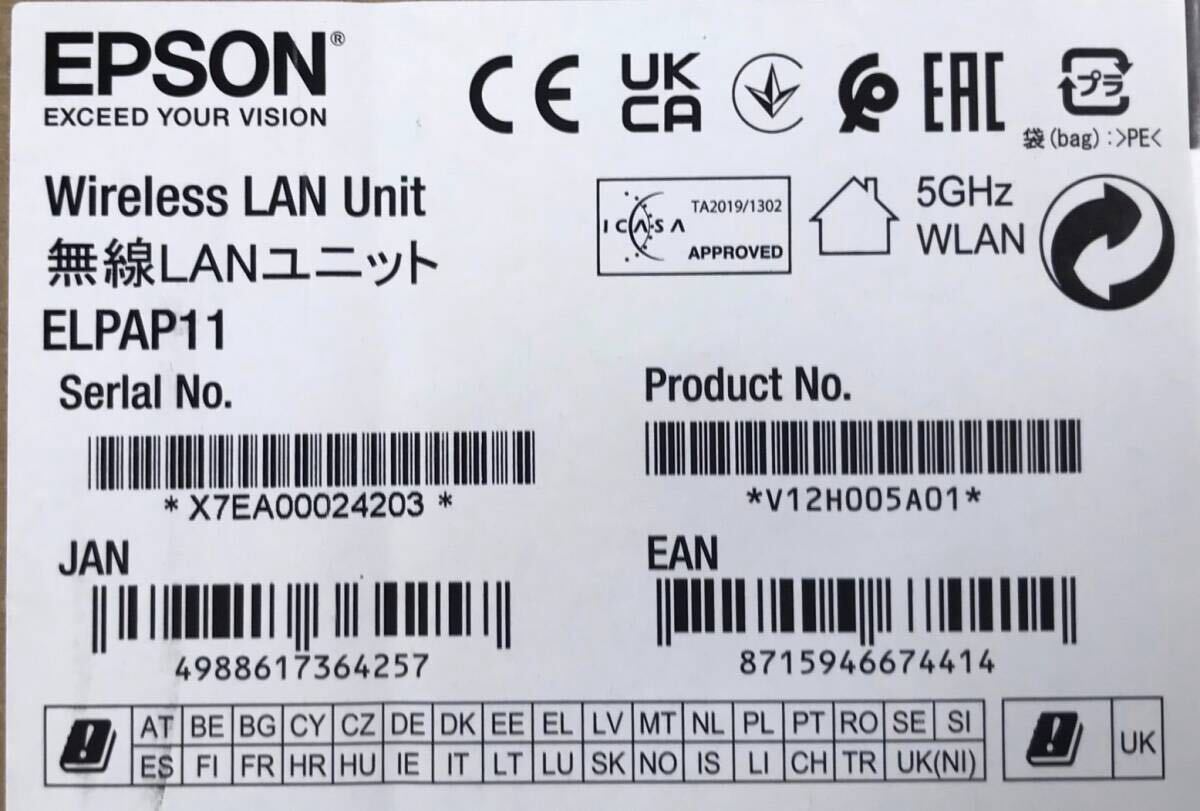 EPSON®
EXCEED YOUR VISION
CE
UK
CA
EAC
プラ
袋(bag):>PE<
Wireless LAN Unit
無線LANユニット
ELPAP11
ICASA
TA2019/1302
APPROVED
5GHz
WLAN
Serlal No.
*X7EA00024203*
Product No.
*V12H005A01*
JAN
4988617364257
EAN
8715946674414
AT BE BG CY CZ DE DK EE EL LV MT NL PL PT RO SE SI
ES FI FR HR HU IE IT LT LU SK NO IS LI CH TR UK(NI)
UK